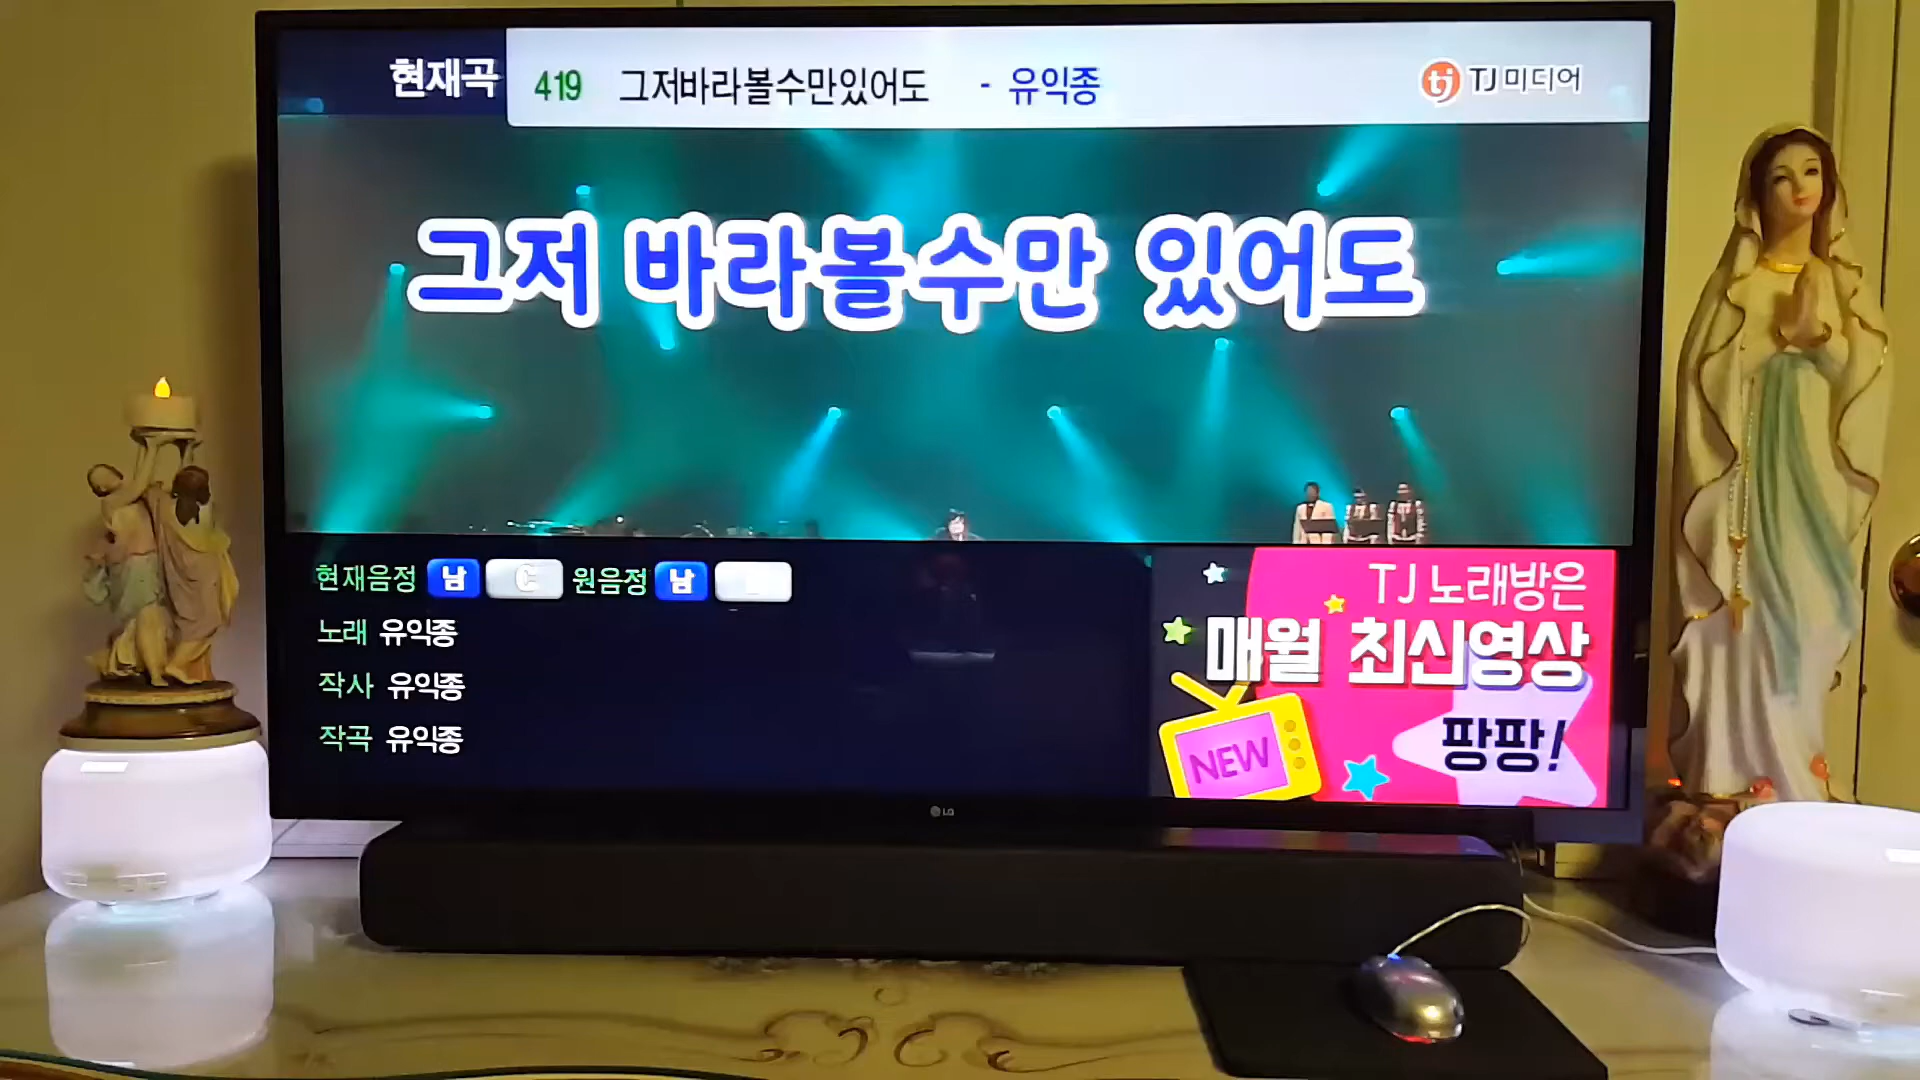 현재곡 419 그저바라볼수만있어도 - 유익종 tj TJ미디어
그저 바라볼수만 있어도
현재음정 남 C 원음정 남
노래 유익종
작사 유익종
작곡 유익종
TJ 노래방은
매월 최신영상
팡팡!
NEW
LG